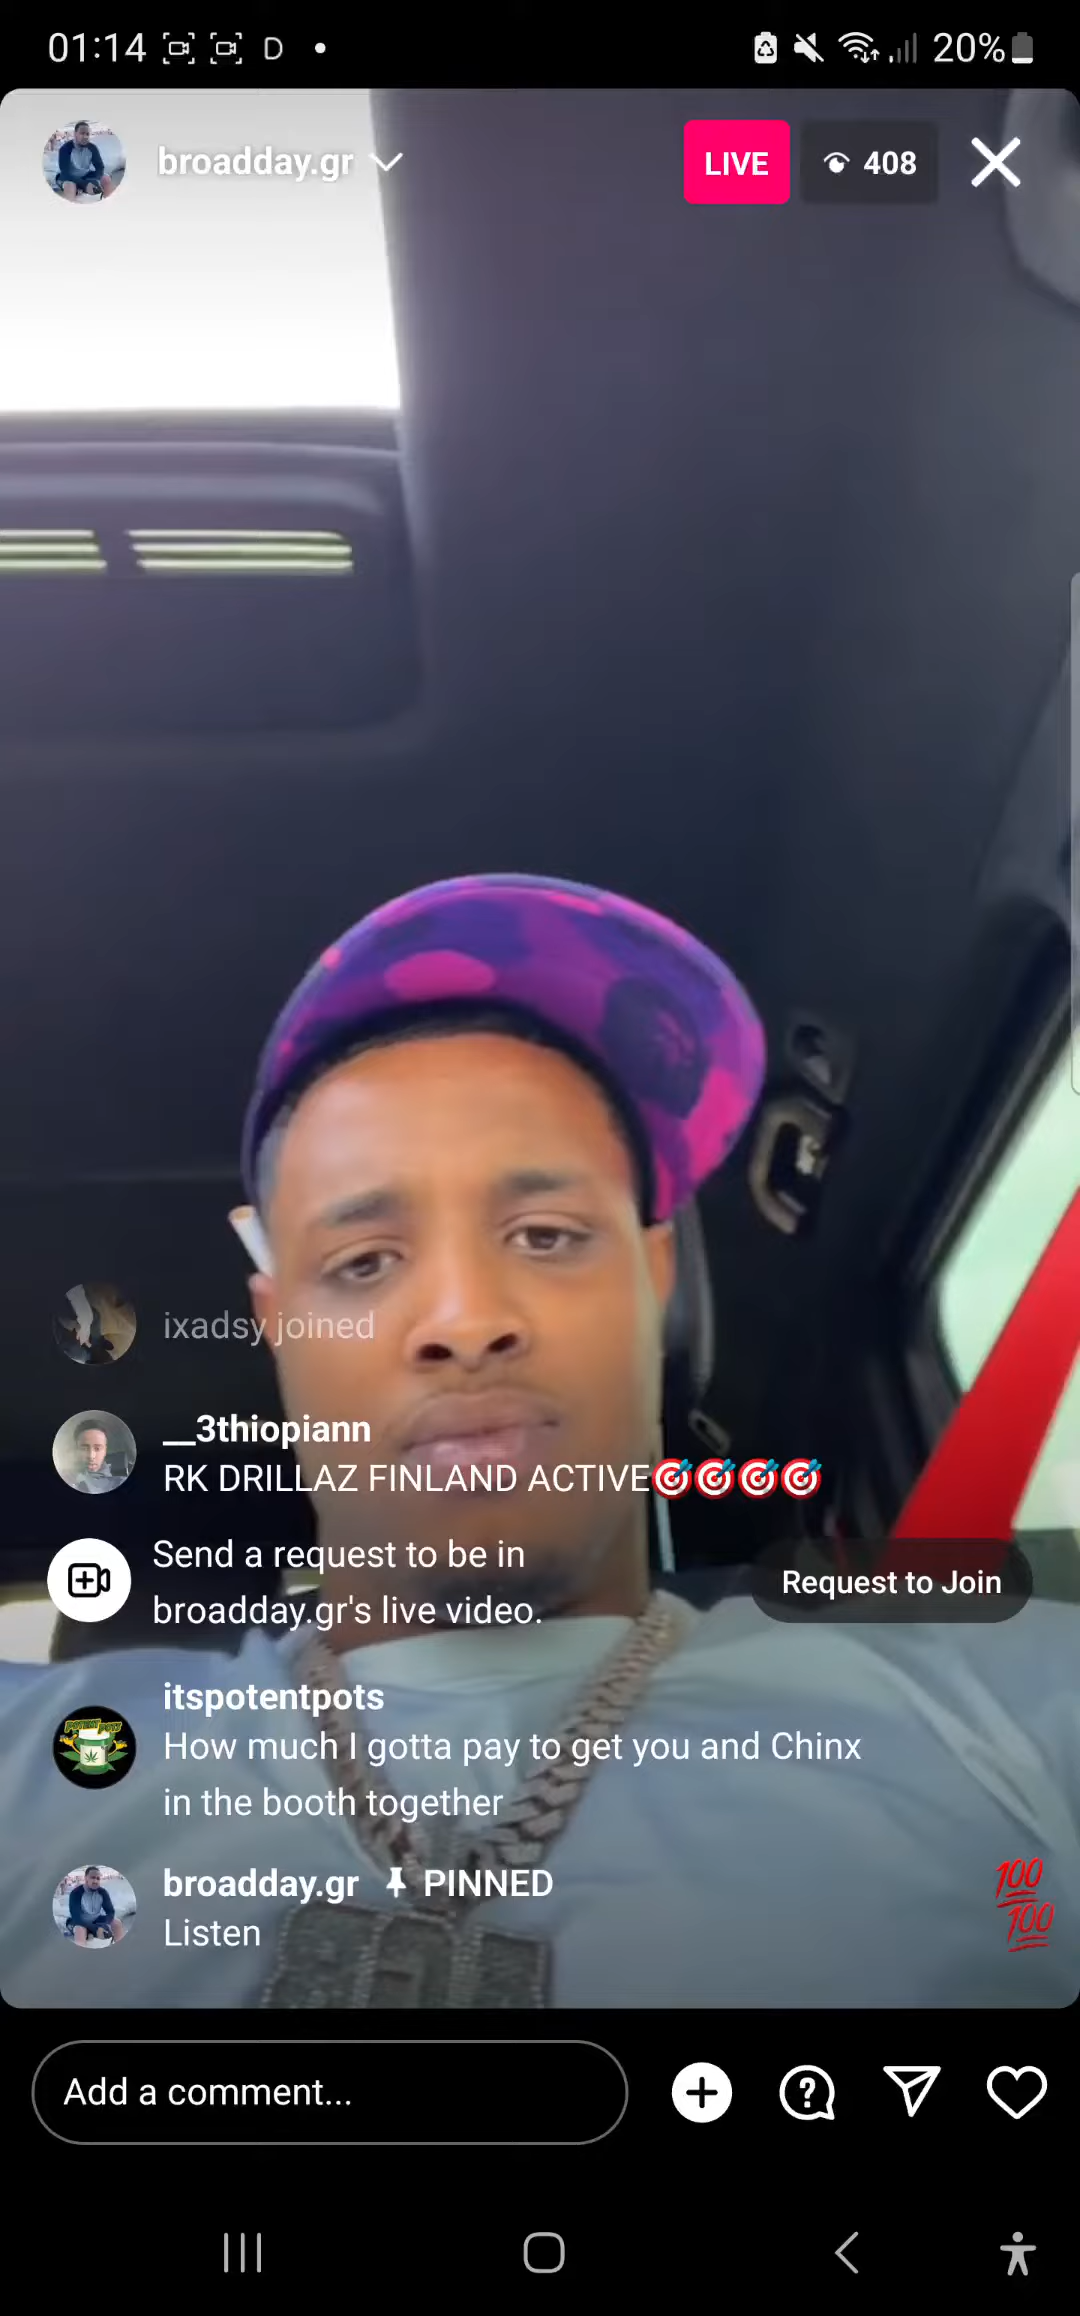 01:14 D 20%
broadday.gr LIVE 408
ixadsy joined
__3thiopiann
RK DRILLAZ FINLAND ACTIVE🎯🎯🎯🎯
Send a request to be in
broadday.gr's live video.
Request to Join
itspotentpots
How much I gotta pay to get you and Chinx
in the booth together
broadday.gr PINNED
Listen
💯
💯
Add a comment...